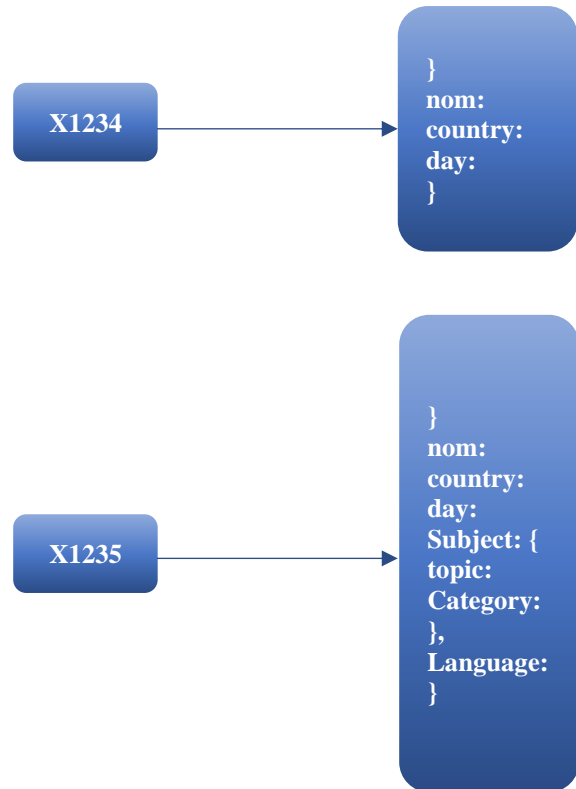 X1234
}
nom:
country:
day:
}
X1235
}
nom:
country:
day:
Subject: {
topic:
Category:
},
Language:
}